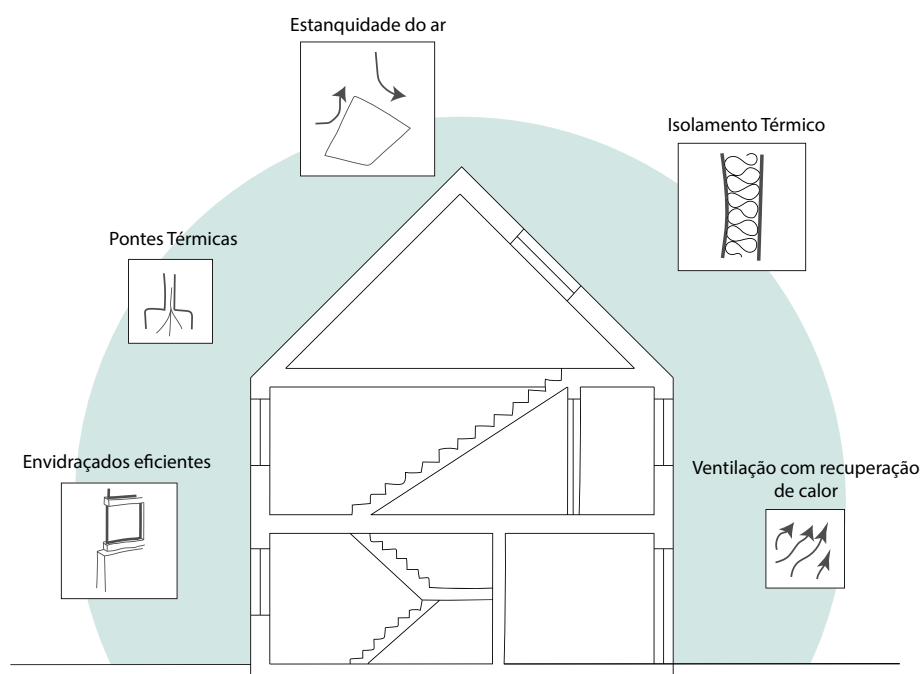 Estanquidade do ar
Isolamento Térmico
Pontes Térmicas
Envidraçados eficientes
Ventilação com recuperação
de calor